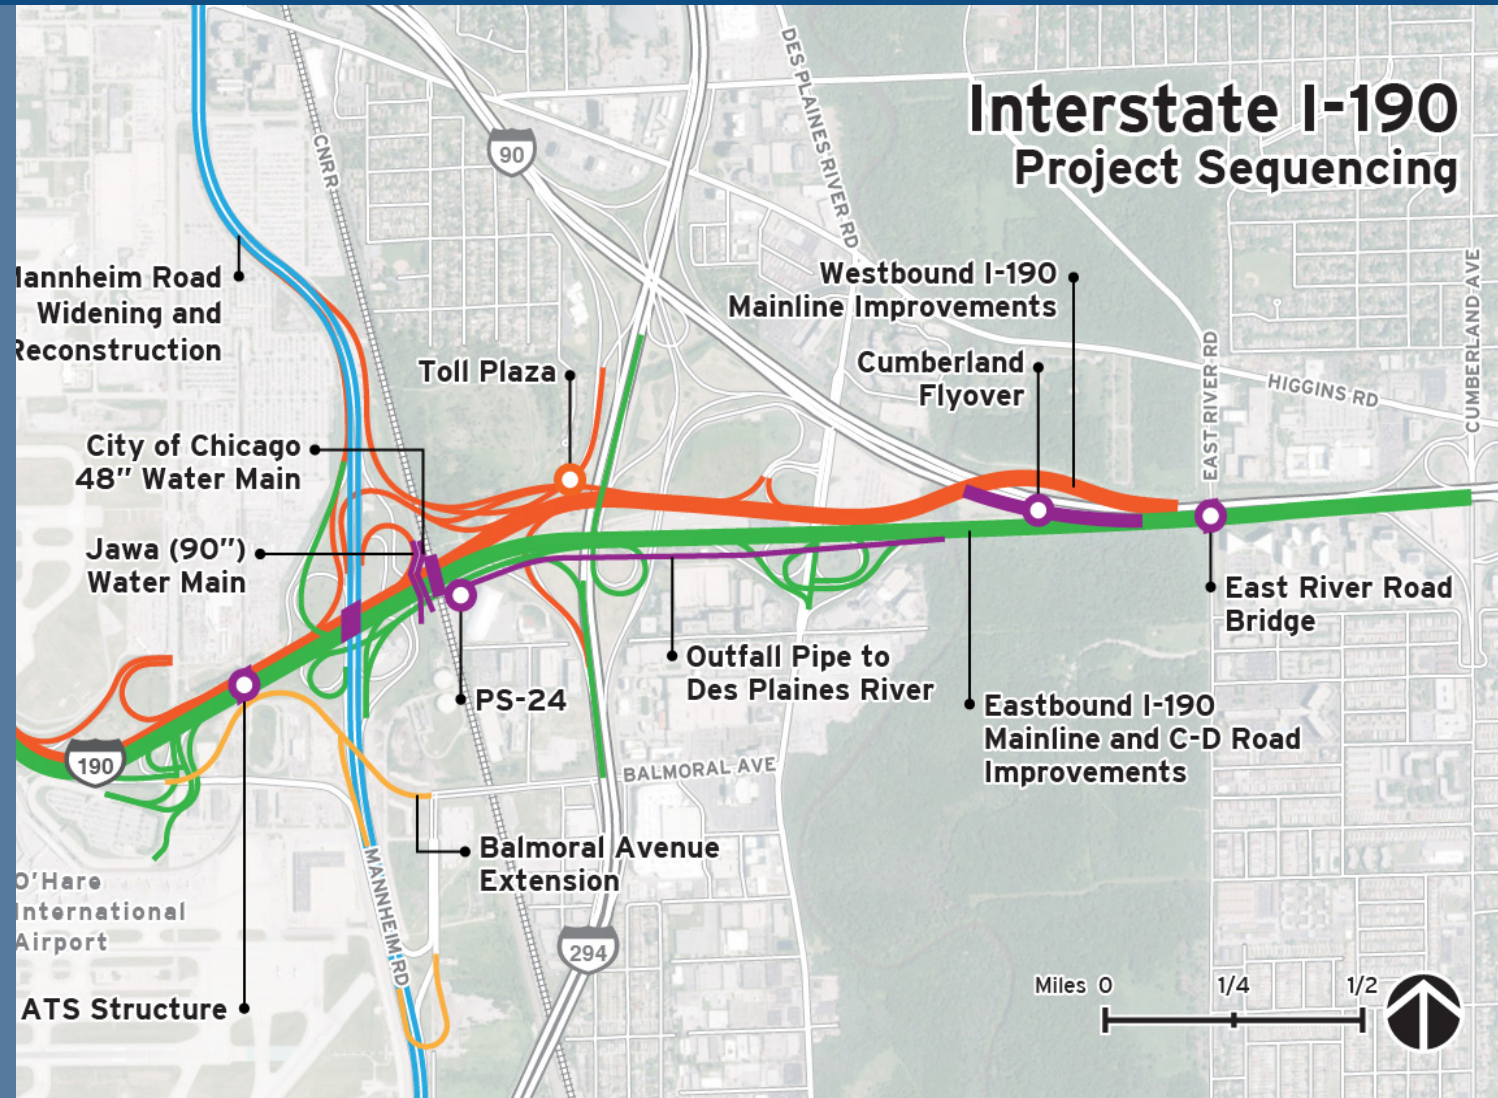 Interstate I-190
Project Sequencing
90
CNRR
DES PLAINES RIVER RD
Mannheim Road
Widening and
Reconstruction
Westbound I-190
Mainline Improvements
Toll Plaza
Cumberland
Flyover
EAST RIVER RD
HIGGINS RD
CUMBERLAND AVE
City of Chicago
48" Water Main
Jawa (90")
Water Main
East River Road
Bridge
Outfall Pipe to
Des Plaines River
PS-24
Eastbound I-190
Mainline and C-D Road
Improvements
190
BALMORAL AVE
Balmoral Avenue
Extension
MANNHEIM RD
O'Hare
International
Airport
294
ATS Structure
Miles 0 1/4 1/2